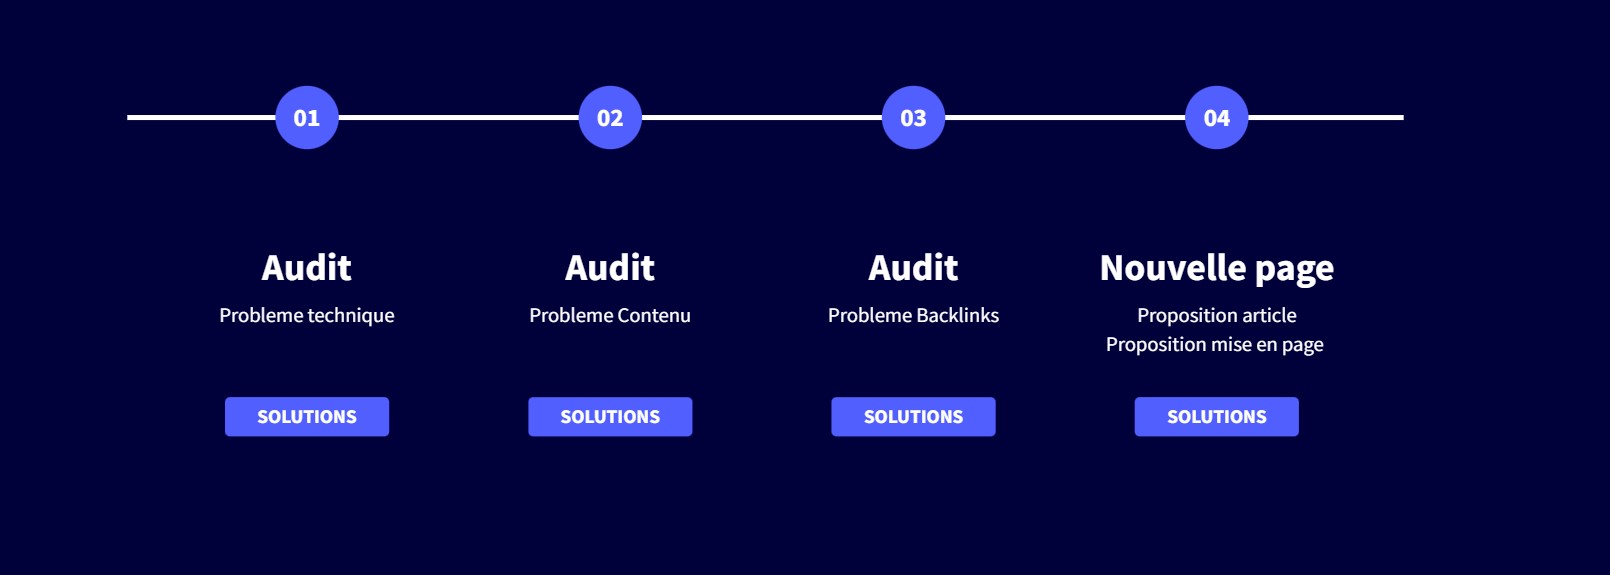 01
02
03
04
Audit
Probleme technique
SOLUTIONS
Audit
Probleme Contenu
SOLUTIONS
Audit
Probleme Backlinks
SOLUTIONS
Nouvelle page
Proposition article
Proposition mise en page
SOLUTIONS